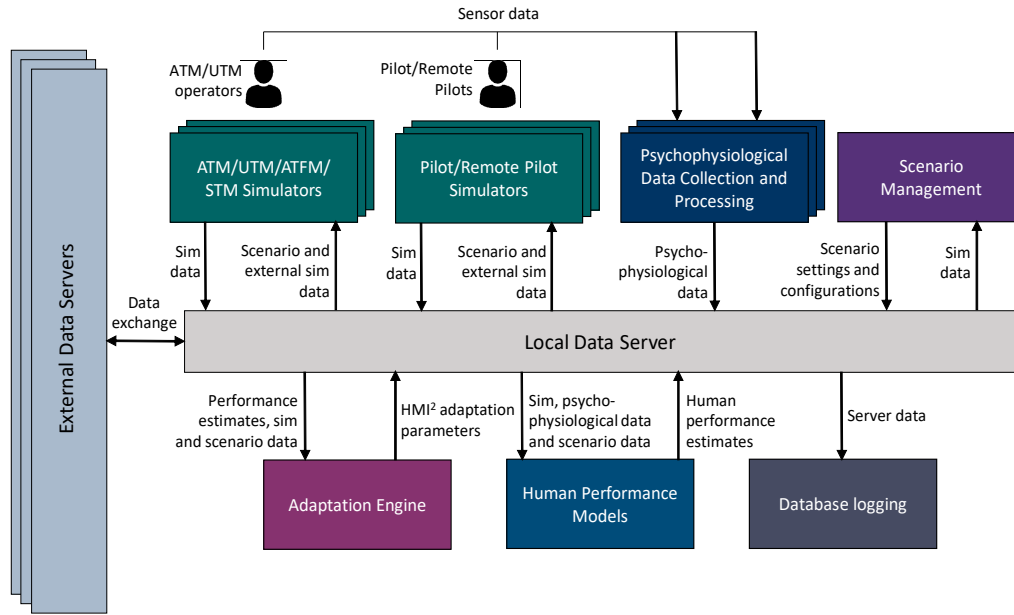 Sensor data
ATM/UTM
operators
Pilot/Remote
Pilots
ATM/UTM/ATFM/
STM Simulators
Pilot/Remote Pilot
Simulators
Psychophysiological
Data Collection and
Processing
Scenario
Management
Sim
data
Scenario and
external sim
data
Sim
data
Scenario and
external sim
data
Psycho-
physiological
data
Scenario
settings and
configurations
Sim
data
External Data Servers
Data
exchange
Local Data Server
Performance
estimates, sim
and scenario data
HMI² adaptation
parameters
Sim, psycho-
physiological data
and scenario data
Human
performance
estimates
Server data
Adaptation Engine
Human Performance
Models
Database logging